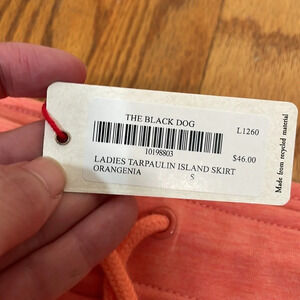 THE BLACK DOG
L1260
10198803
LADIES TARPAULIN ISLAND SKIRT
$46.00
ORANGENIA
S
Made from recycled material